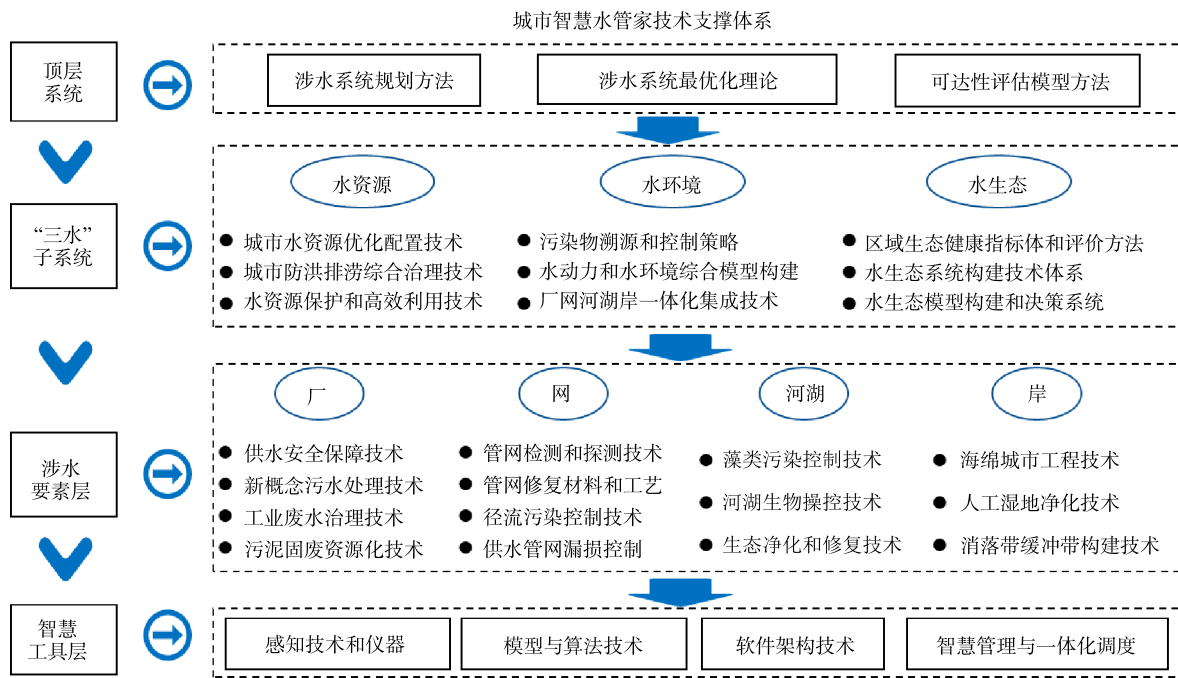 城市智慧水管家技术支撑体系
顶层
系统
涉水系统规划方法
涉水系统最优化理论
可达性评估模型方法
“三水”
子系统
水资源
水环境
水生态
城市水资源优化配置技术
城市防洪排涝综合治理技术
水资源保护和高效利用技术
污染物溯源和控制策略
水动力和水环境综合模型构建
厂网河湖岸一体化集成技术
区域生态健康指标体和评价方法
水生态系统构建技术体系
水生态模型构建和决策系统
涉水
要素层
厂
网
河湖
岸
供水安全保障技术
新概念污水处理技术
工业废水治理技术
污泥固废资源化技术
管网检测和探测技术
管网修复材料和工艺
径流污染控制技术
供水管网漏损控制
藻类污染控制技术
河湖生物操控技术
生态净化和修复技术
海绵城市工程技术
人工湿地净化技术
消落带缓冲带构建技术
智慧
工具层
感知技术和仪器
模型与算法技术
软件架构技术
智慧管理与一体化调度